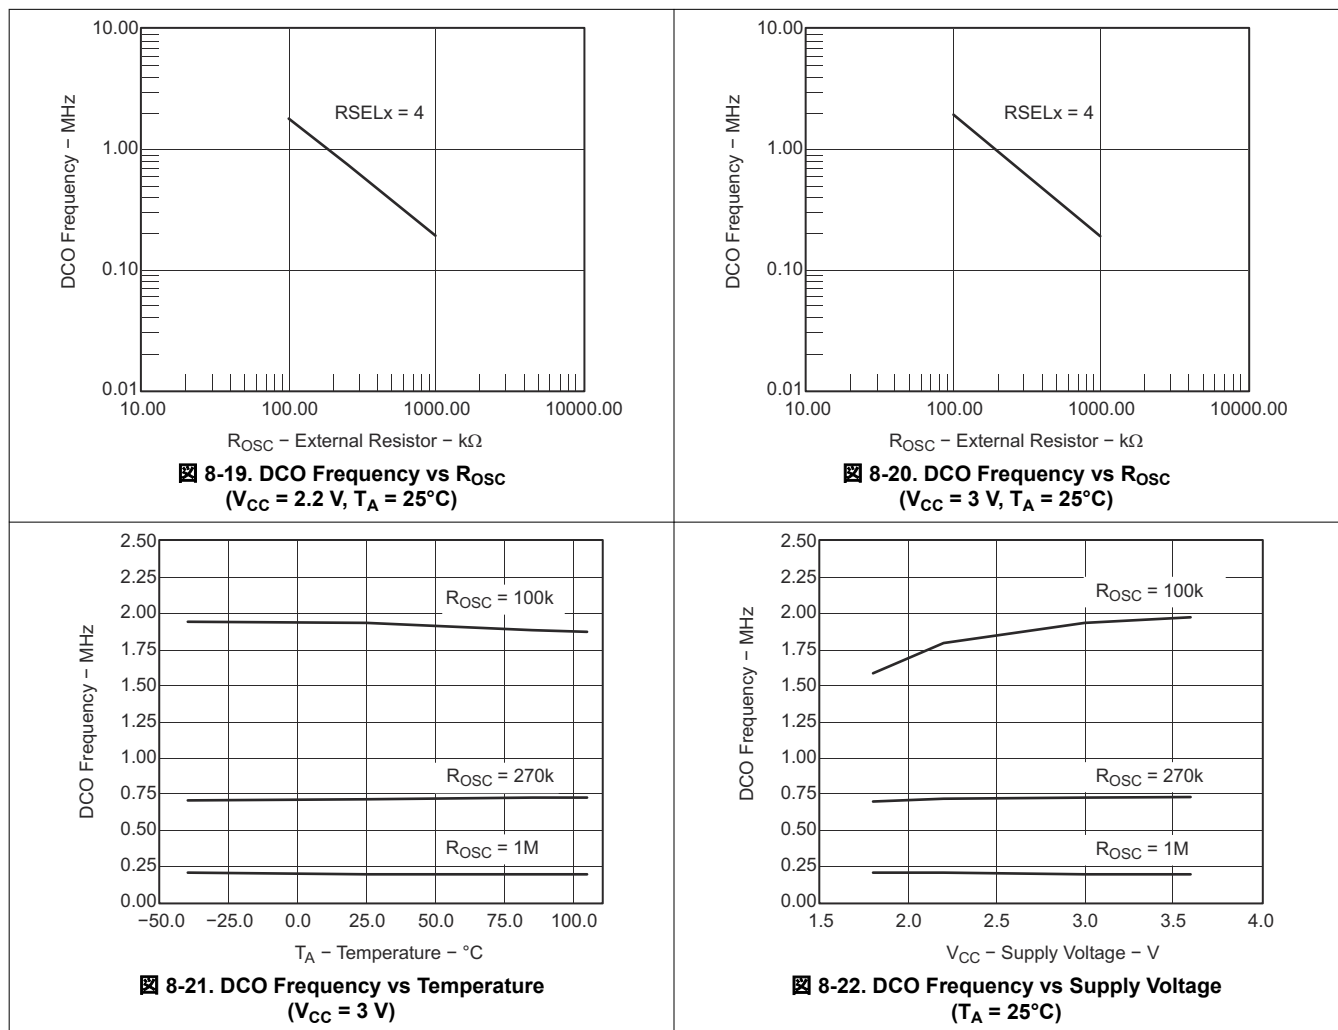 10.00
1.00
0.10
0.01
DCO Frequency − MHz
RSELx = 4
10.00 100.00 1000.00 10000.00
ROSC − External Resistor − kΩ
図 8-19. DCO Frequency vs ROSC
(VCC = 2.2 V, TA = 25°C)
10.00
1.00
0.10
0.01
DCO Frequency − MHz
RSELx = 4
10.00 100.00 1000.00 10000.00
ROSC − External Resistor − kΩ
図 8-20. DCO Frequency vs ROSC
(VCC = 3 V, TA = 25°C)
2.50
2.25
2.00
1.75
1.50
1.25
1.00
0.75
0.50
0.25
0.00
DCO Frequency − MHz
ROSC = 100k
ROSC = 270k
ROSC = 1M
−50.0 −25.0 0.0 25.0 50.0 75.0 100.0
TA − Temperature − °C
図 8-21. DCO Frequency vs Temperature
(VCC = 3 V)
2.50
2.25
2.00
1.75
1.50
1.25
1.00
0.75
0.50
0.25
0.00
DCO Frequency − MHz
ROSC = 100k
ROSC = 270k
ROSC = 1M
1.5 2.0 2.5 3.0 3.5 4.0
VCC − Supply Voltage − V
図 8-22. DCO Frequency vs Supply Voltage
(TA = 25°C)